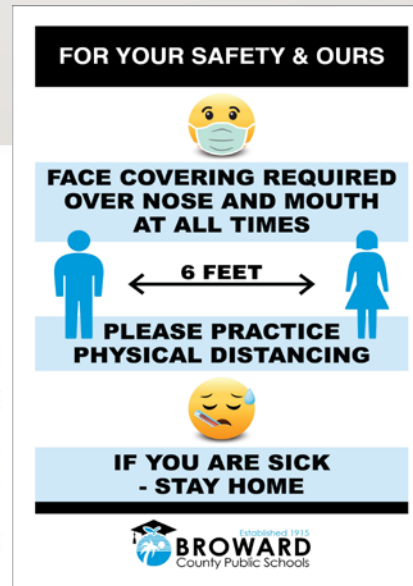 FOR YOUR SAFETY & OURS
FACE COVERING REQUIRED
OVER NOSE AND MOUTH
AT ALL TIMES
6 FEET
PLEASE PRACTICE
PHYSICAL DISTANCING
IF YOU ARE SICK
- STAY HOME
Established 1915
BROWARD
County Public Schools